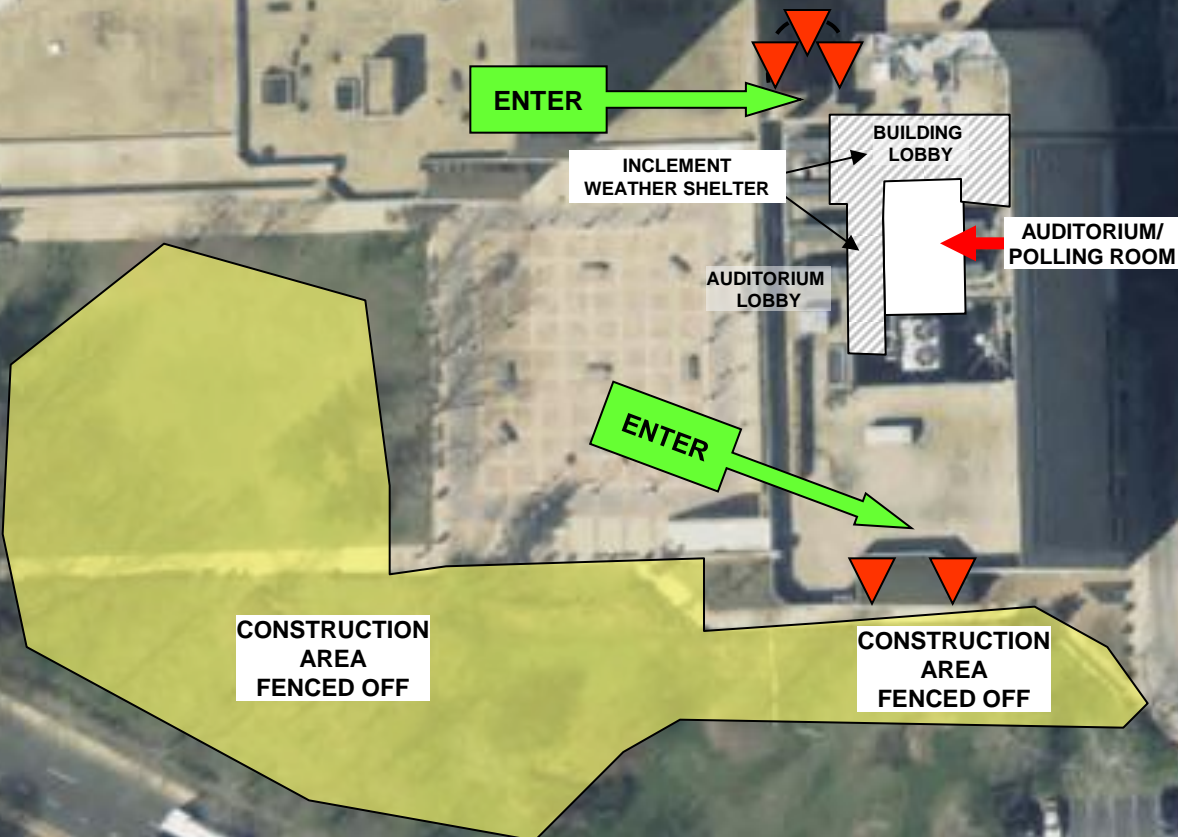 ENTER
BUILDING
LOBBY
INCLEMENT
WEATHER SHELTER
AUDITORIUM/
POLLING ROOM
AUDITORIUM
LOBBY
ENTER
CONSTRUCTION
AREA
FENCED OFF
CONSTRUCTION
AREA
FENCED OFF